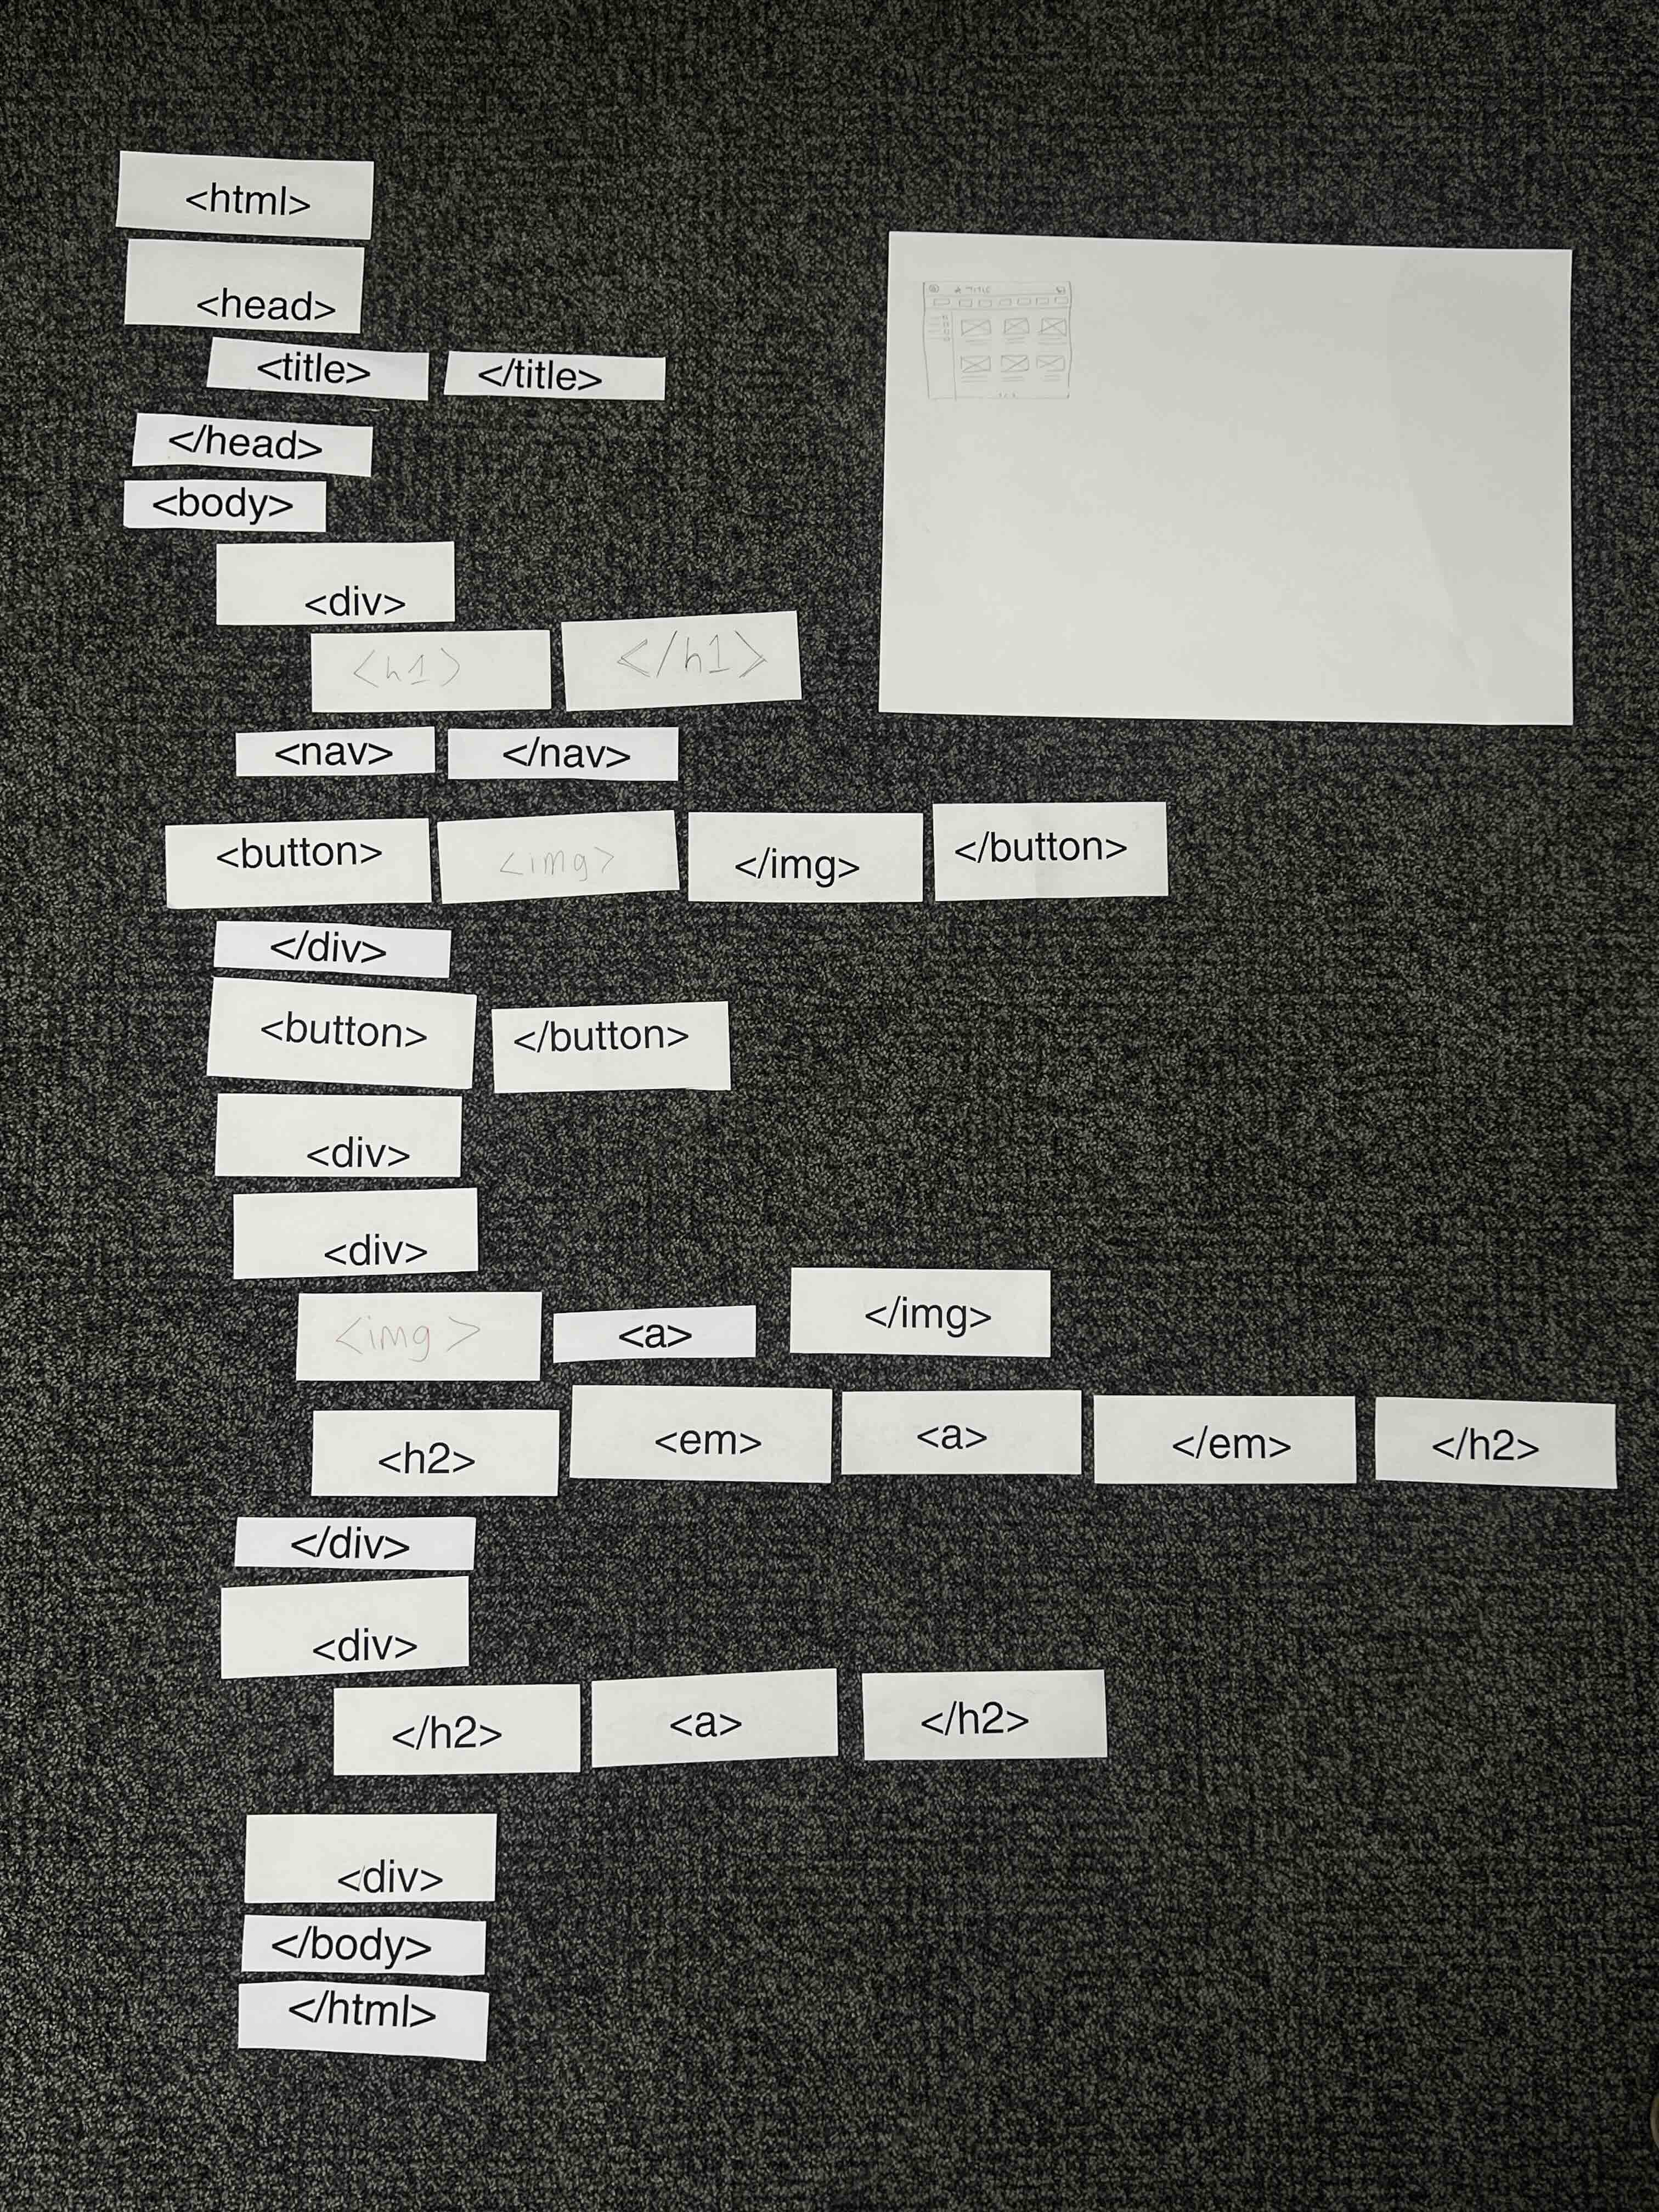 <html>
<head>
<title> </title>
</head>
<body>
<div>
<h1> </h1>
<nav> </nav>
<button> <img> </img> </button>
</div>
<button> </button>
<div>
<div>
<img> <a> </img>
<h2> <em> <a> </em> </h2>
</div>
<div>
</h2> <a> </h2>
<div>
</body>
</html>
TITLE